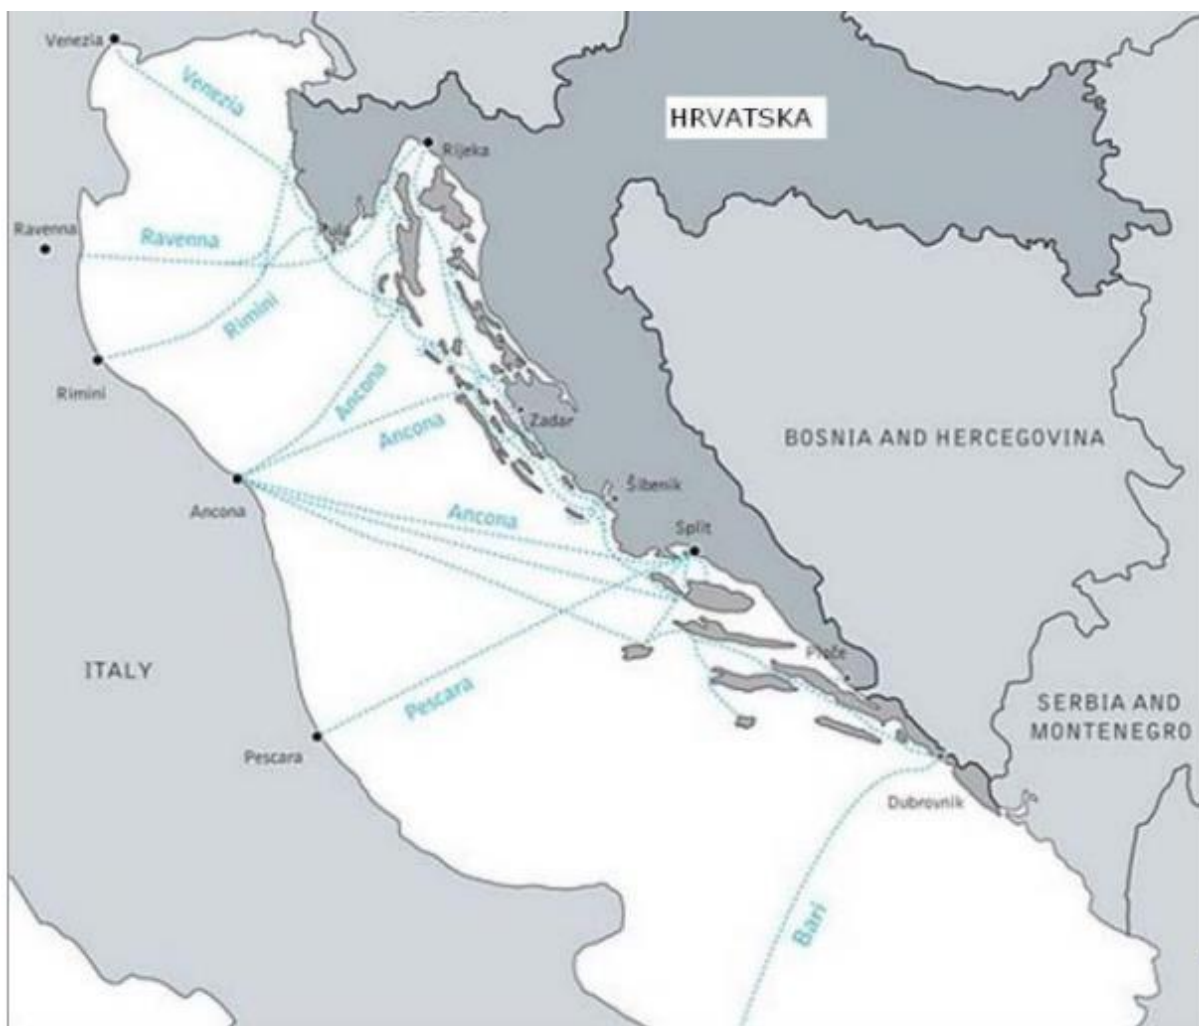 Venezia
Venezia
HRVATSKA
Rijeka
Ravenna
Ravenna
Pula
Rimini
Rimini
Ancona
Ancona
Zadar
BOSNIA AND HERCEGOVINA
Ancona
Ancona
Šibenik
Split
ITALY
Ploče
Pescara
SERBIA AND
MONTENEGRO
Pescara
Dubrovnik
Bari